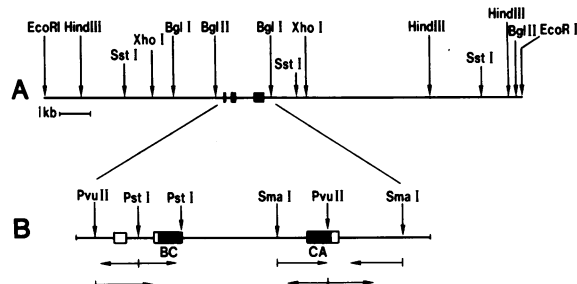 EcoRI HindIII Sst I Xho I Bgl I Bgl II Bgl I Sst I Xho I HindIII Sst I HindIII Bgl II EcoR I
A
1kb
Pvu II Pst I Pst I Sma I Pvu II Sma I
B
BC CA